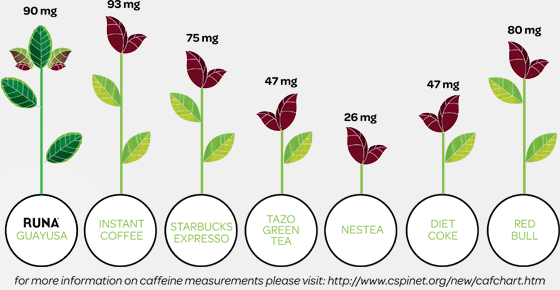 90 mg
93 mg
75 mg
47 mg
26 mg
47 mg
80 mg
RUNA
GUAYUSA
INSTANT
COFFEE
STARBUCKS
EXPRESSO
TAZO
GREEN
TEA
NESTEA
DIET
COKE
RED
BULL
for more information on caffeine measurements please visit: http://www.cspinet.org/new/cafchart.htm